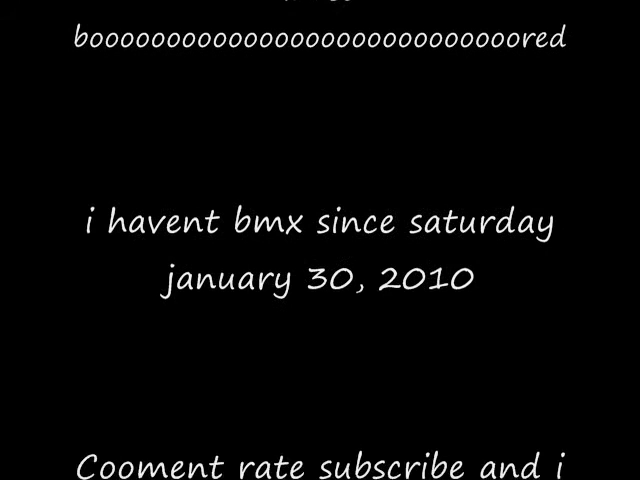 boooooooooooooooooooooooooooored
i havent bmx since saturday
january 30, 2010
Cooment rate subscribe and i